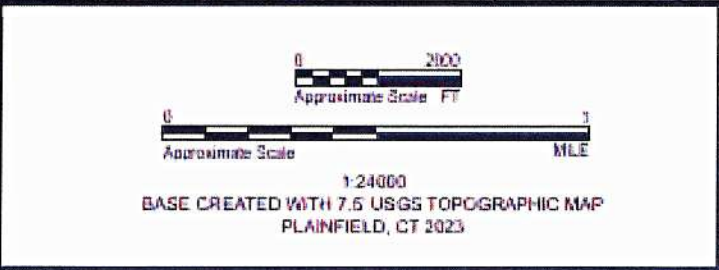 0 2000
Approximate Scale FT
0 1
Approximate Scale MILE
1:24000
BASE CREATED WITH 7.5' USGS TOPOGRAPHIC MAP
PLAINFIELD, CT 2023